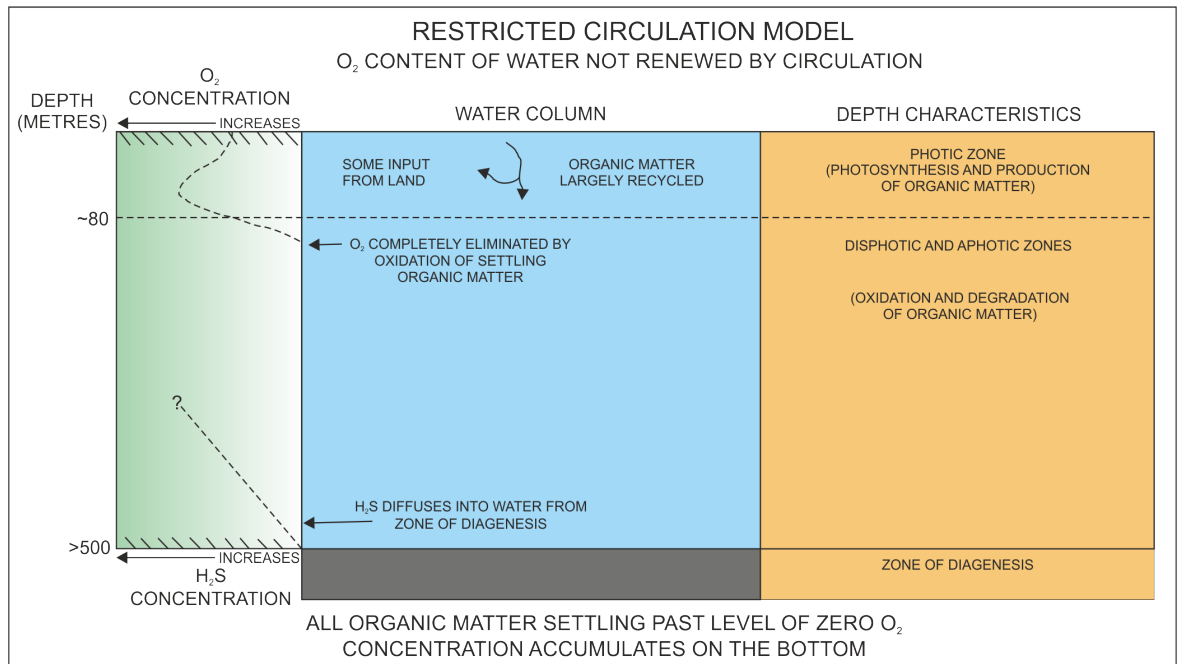 RESTRICTED CIRCULATION MODEL
O₂ CONTENT OF WATER NOT RENEWED BY CIRCULATION
O₂
CONCENTRATION
DEPTH
(METRES)
INCREASES
WATER COLUMN
DEPTH CHARACTERISTICS
SOME INPUT
FROM LAND
ORGANIC MATTER
LARGELY RECYCLED
PHOTIC ZONE
(PHOTOSYNTHESIS AND PRODUCTION
OF ORGANIC MATTER)
~80
O₂ COMPLETELY ELIMINATED BY
OXIDATION OF SETTLING
ORGANIC MATTER
DISPHOTIC AND APHOTIC ZONES
(OXIDATION AND DEGRADATION
OF ORGANIC MATTER)
?
H₂S DIFFUSES INTO WATER FROM
ZONE OF DIAGENESIS
>500
INCREASES
H₂S
CONCENTRATION
ZONE OF DIAGENESIS
ALL ORGANIC MATTER SETTLING PAST LEVEL OF ZERO O₂
CONCENTRATION ACCUMULATES ON THE BOTTOM